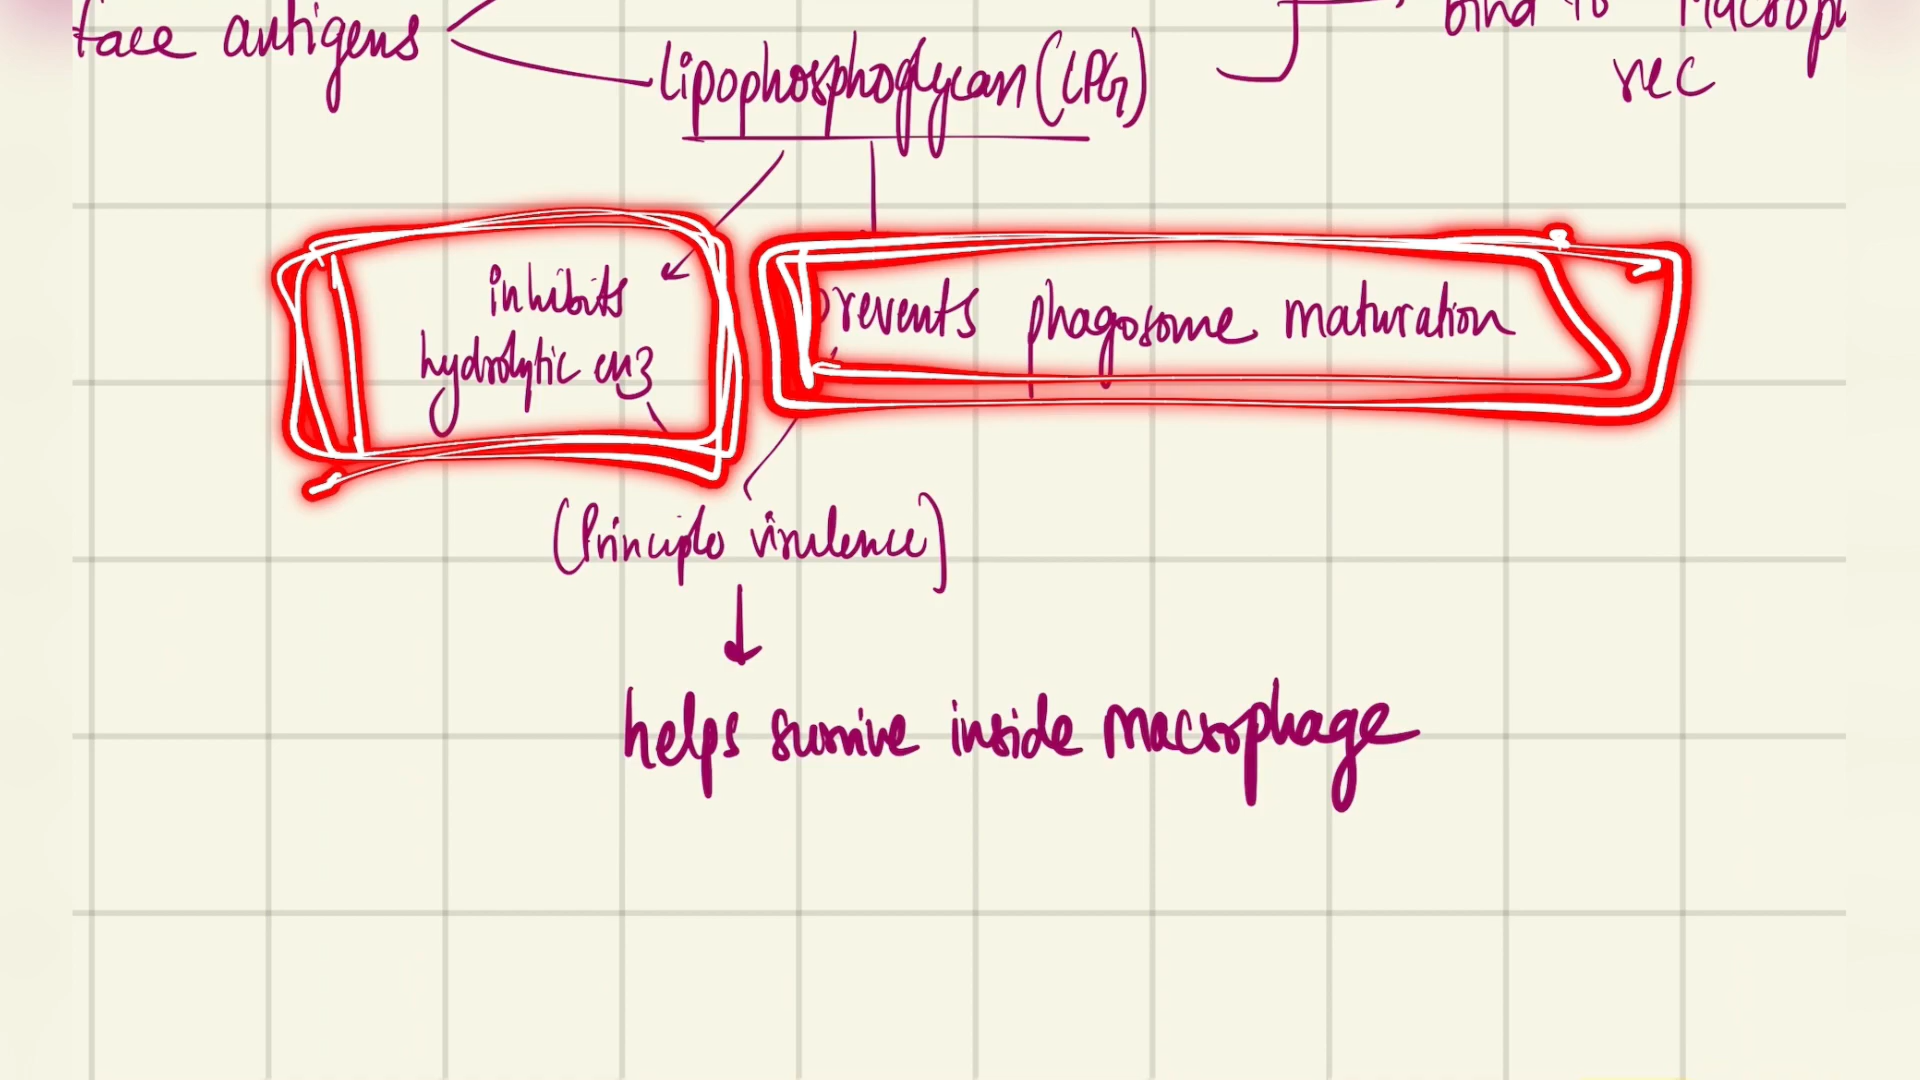 face antigens
Lipophosphoglycan (LPG)
bind to Macroph
rec
inhibits
hydrolytic enz
prevents phagosome maturation
(Principle virulence)
helps survive inside macrophage